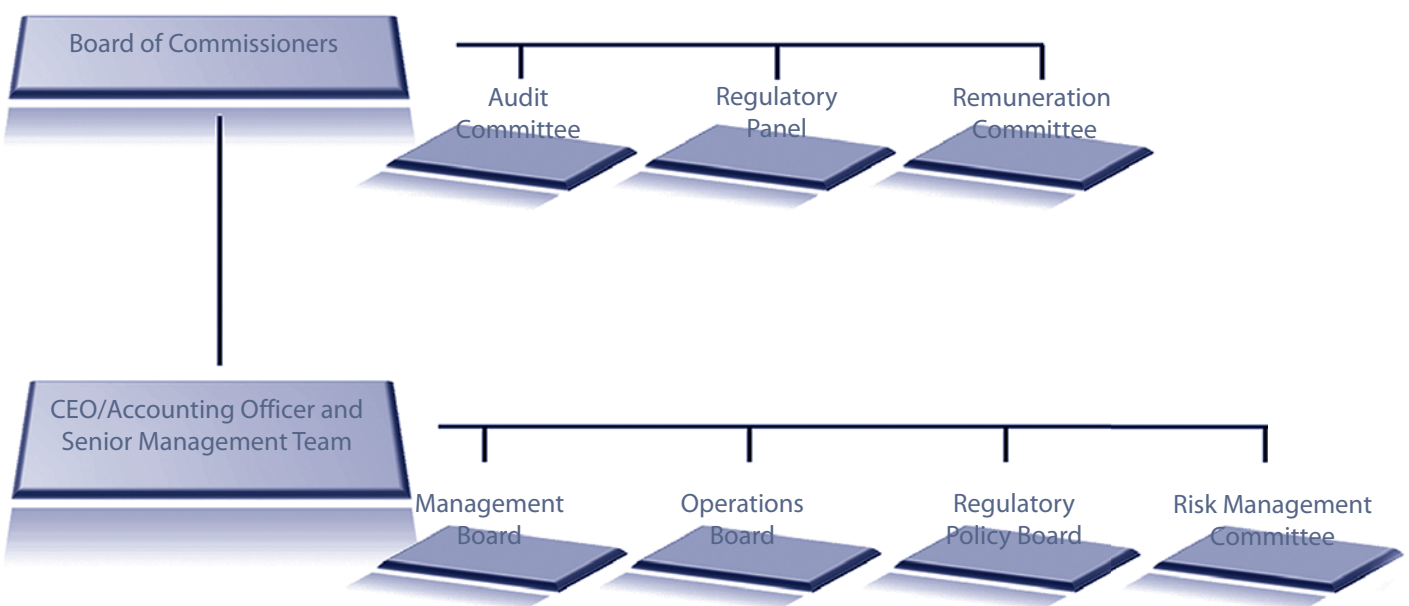 Board of Commissioners
Audit
Committee
Regulatory
Panel
Remuneration
Committee
CEO/Accounting Officer and
Senior Management Team
Management
Board
Operations
Board
Regulatory
Policy Board
Risk Management
Committee